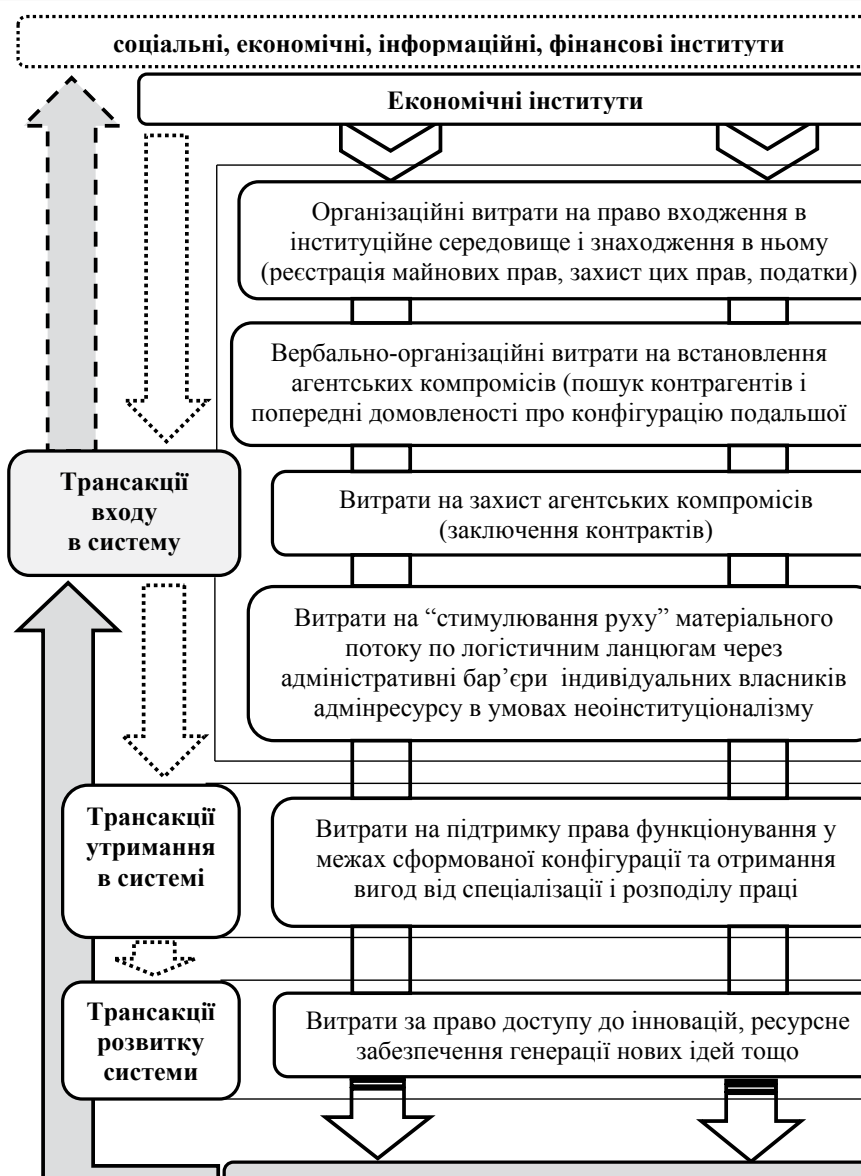 соціальні, економічні, інформаційні, фінансові інститути
Економічні інститути
Організаційні витрати на право входження в
інституційне середовище і знаходження в ньому
(реєстрація майнових прав, захист цих прав, податки)
Вербально-організаційні витрати на встановлення
агентських компромісів (пошук контрагентів і
попередні домовленості про конфігурацію подальшої
Трансакції
входу
в систему
Витрати на захист агентських компромісів
(заключення контрактів)
Витрати на “стимулювання руху” матеріального
потоку по логістичним ланцюгам через
адміністративні бар’єри індивідуальних власників
адмінресурсу в умовах неоінституціоналізму
Трансакції
утримання
в системі
Витрати на підтримку права функціонування у
межах сформованої конфігурації та отримання
вигод від спеціалізації і розподілу праці
Трансакції
розвитку
системи
Витрати за право доступу до інновацій, ресурсне
забезпечення генерації нових ідей тощо